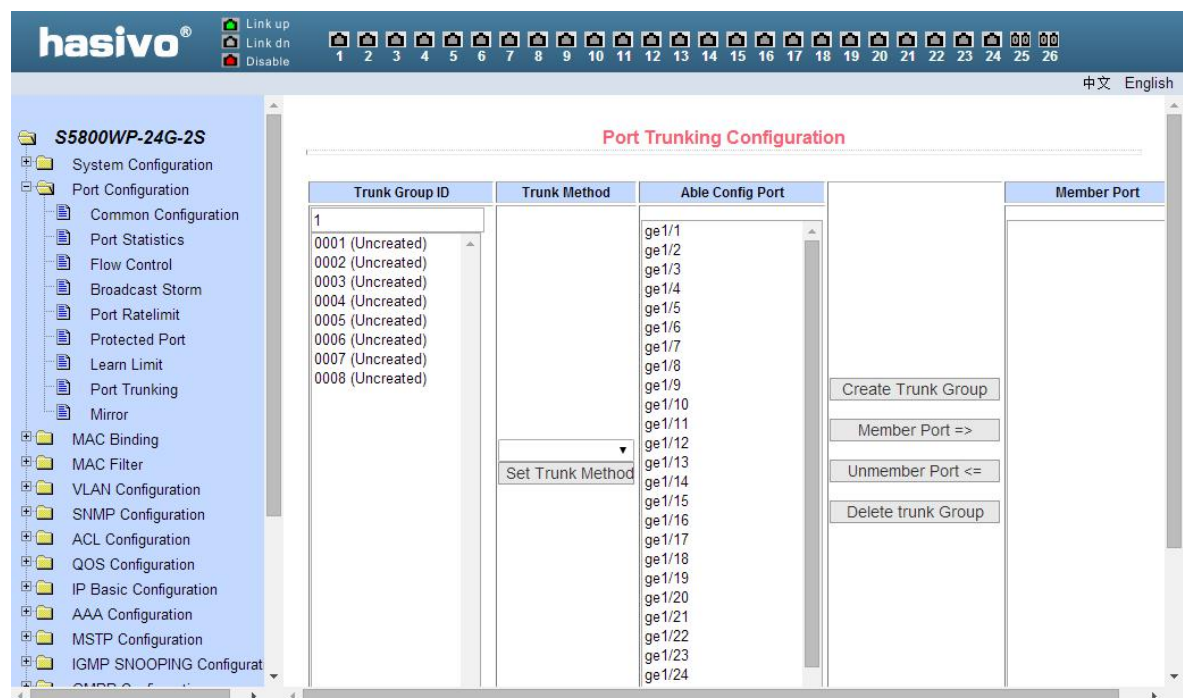 hasivo®
Link up
Link dn
Disable
1 2 3 4 5 6 7 8 9 10 11 12 13 14 15 16 17 18 19 20 21 22 23 24 25 26
中文 English
S5800WP-24G-2S
System Configuration
Port Configuration
Common Configuration
Port Statistics
Flow Control
Broadcast Storm
Port Ratelimit
Protected Port
Learn Limit
Port Trunking
Mirror
MAC Binding
MAC Filter
VLAN Configuration
SNMP Configuration
ACL Configuration
QOS Configuration
IP Basic Configuration
AAA Configuration
MSTP Configuration
IGMP SNOOPING Configurat
Port Trunking Configuration
Trunk Group ID
1
0001 (Uncreated)
0002 (Uncreated)
0003 (Uncreated)
0004 (Uncreated)
0005 (Uncreated)
0006 (Uncreated)
0007 (Uncreated)
0008 (Uncreated)
Trunk Method
Set Trunk Method
Able Config Port
ge1/1
ge1/2
ge1/3
ge1/4
ge1/5
ge1/6
ge1/7
ge1/8
ge1/9
ge1/10
ge1/11
ge1/12
ge1/13
ge1/14
ge1/15
ge1/16
ge1/17
ge1/18
ge1/19
ge1/20
ge1/21
ge1/22
ge1/23
ge1/24
Create Trunk Group
Member Port =>
Unmember Port <=
Delete trunk Group
Member Port